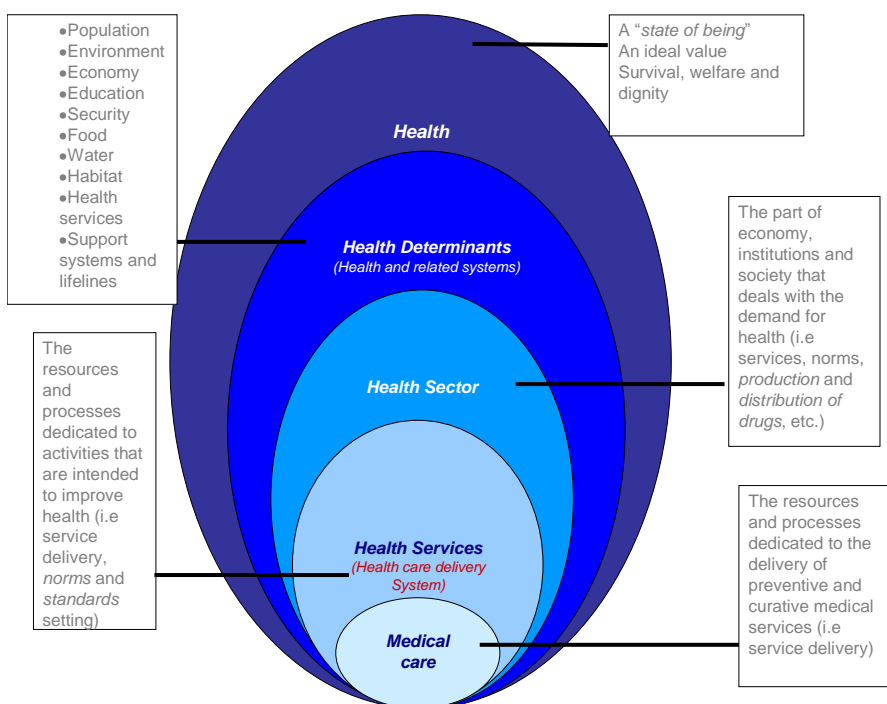 •Population
•Environment
•Economy
•Education
•Security
•Food
•Water
•Habitat
•Health
services
•Support
systems and
lifelines
A “state of being”
An ideal value
Survival, welfare and
dignity
Health
Health Determinants
(Health and related systems)
The part of
economy,
institutions and
society that
deals with the
demand for
health (i.e
services, norms,
production and
distribution of
drugs, etc.)
Health Sector
The
resources
and
processes
dedicated to
activities that
are intended
to improve
health (i.e
service
delivery,
norms and
standards
setting)
Health Services
(Health care delivery
System)
The resources
and processes
dedicated to the
delivery of
preventive and
curative medical
services (i.e
service delivery)
Medical
care